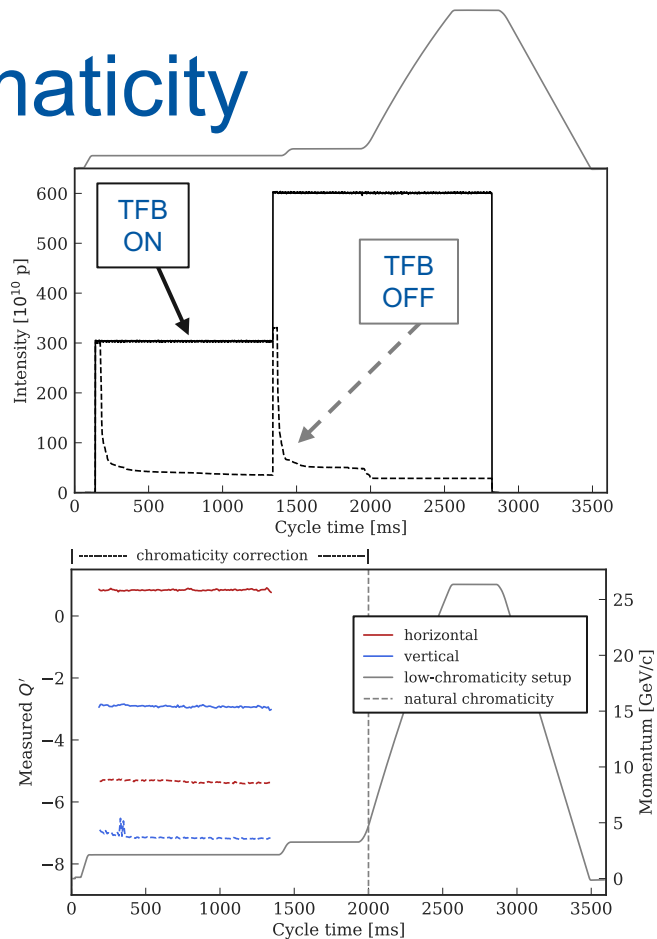 naticity
TFB
ON
TFB
OFF
Intensity [10¹⁰ p]
600
500
400
300
200
100
0
0 500 1000 1500 2000 2500 3000 3500
Cycle time [ms]
chromaticity correction
Measured Q′
0
−2
−4
−6
−8
horizontal
vertical
low-chromaticity setup
natural chromaticity
Momentum [GeV/c]
25
20
15
10
5
0
0 500 1000 1500 2000 2500 3000 3500
Cycle time [ms]